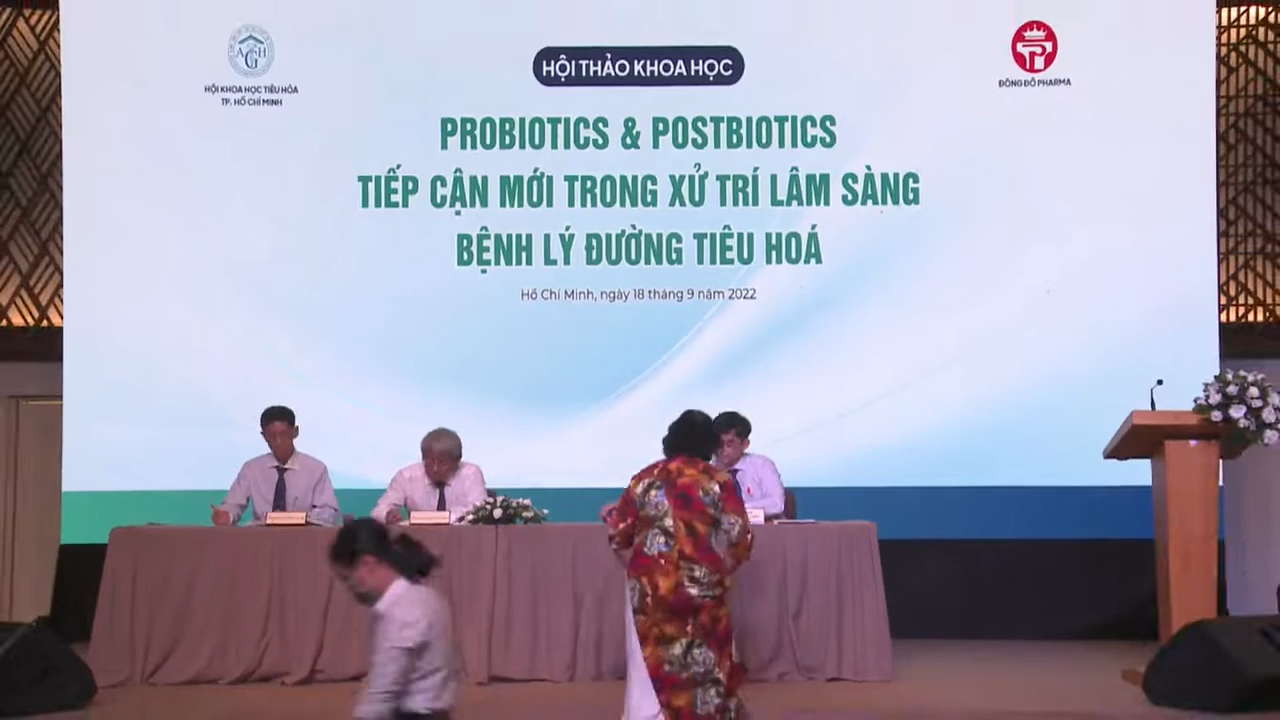 AGH
HỘI KHOA HỌC TIÊU HÓA
TP. HỒ CHÍ MINH
HỘI THẢO KHOA HỌC
ĐÔNG ĐÔ PHARMA
PROBIOTICS & POSTBIOTICS
TIẾP CẬN MỚI TRONG XỬ TRÍ LÂM SÀNG
BỆNH LÝ ĐƯỜNG TIÊU HOÁ
Hồ Chí Minh, ngày 18 tháng 9 năm 2022